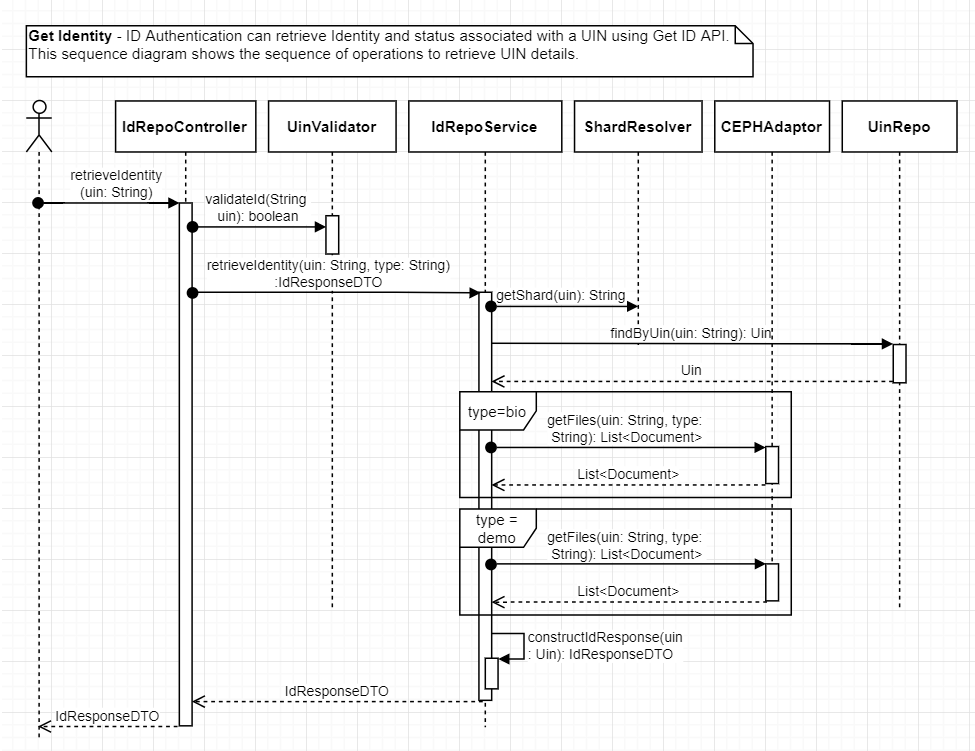 Get Identity - ID Authentication can retrieve Identity and status associated with a UIN using Get ID API.
This sequence diagram shows the sequence of operations to retrieve UIN details.
IdRepoController
UinValidator
IdRepoService
ShardResolver
CEPHAdaptor
UinRepo
retrieveIdentity
(uin: String)
validateId(String
uin): boolean
retrieveIdentity(uin: String, type: String)
:IdResponseDTO
getShard(uin): String
findByUin(uin: String): Uin
Uin
type=bio
getFiles(uin: String, type:
String): List<Document>
List<Document>
type =
demo
getFiles(uin: String, type:
String): List<Document>
List<Document>
constructIdResponse(uin
: Uin): IdResponseDTO
IdResponseDTO
IdResponseDTO